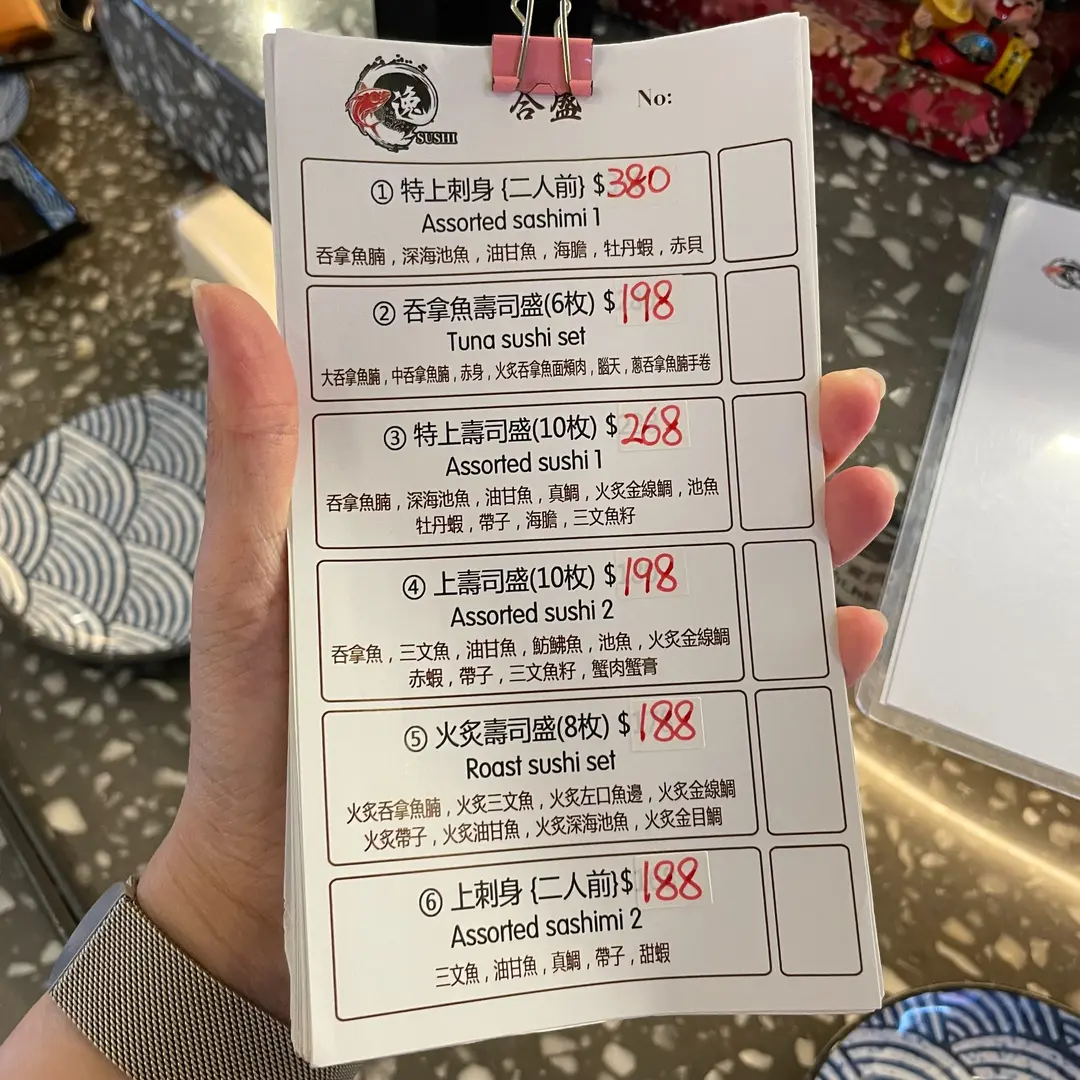 逸
SUSHI
合盛
No:
① 特上刺身 {二人前} $380
Assorted sashimi 1
吞拿魚腩，深海池魚，油甘魚，海膽，牡丹蝦，赤貝
② 吞拿魚壽司盛(6枚) $198
Tuna sushi set
大吞拿魚腩，中吞拿魚腩，赤身，火炙吞拿魚面頰肉，腦天，蔥吞拿魚腩手卷
③ 特上壽司盛(10枚) $268
Assorted sushi 1
吞拿魚腩，深海池魚，油甘魚，真鯛，火炙金線鯛，池魚
牡丹蝦，帶子，海膽，三文魚籽
④ 上壽司盛(10枚) $198
Assorted sushi 2
吞拿魚，三文魚，油甘魚，魴鮄魚，池魚，火炙金線鯛
赤蝦，帶子，三文魚籽，蟹肉蟹膏
⑤ 火炙壽司盛(8枚) $188
Roast sushi set
火炙吞拿魚腩，火炙三文魚，火炙左口魚邊，火炙金線鯛
火炙帶子，火炙油甘魚，火炙深海池魚，火炙金目鯛
⑥ 上刺身 {二人前}$188
Assorted sashimi 2
三文魚，油甘魚，真鯛，帶子，甜蝦